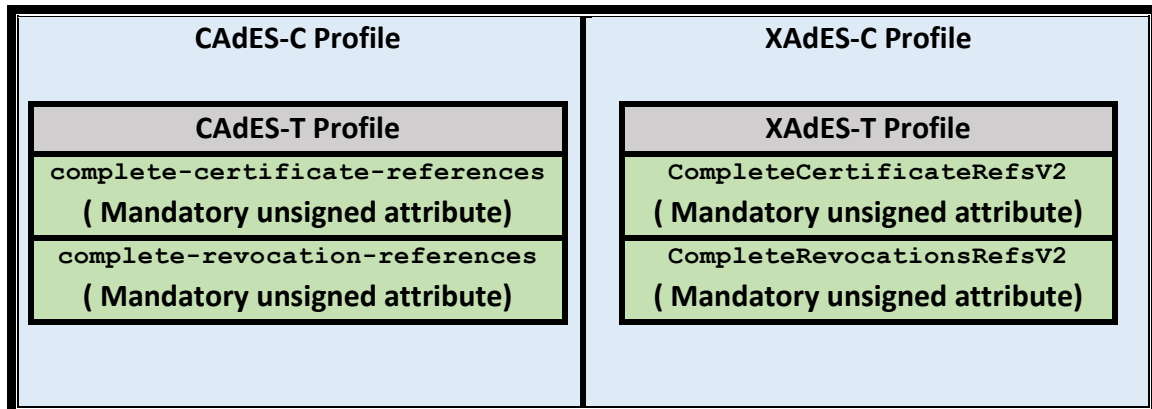 CAdES-C Profile
XAdES-C Profile
CAdES-T Profile
complete-certificate-references
( Mandatory unsigned attribute)
complete-revocation-references
( Mandatory unsigned attribute)
XAdES-T Profile
CompleteCertificateRefsV2
( Mandatory unsigned attribute)
CompleteRevocationsRefsV2
( Mandatory unsigned attribute)